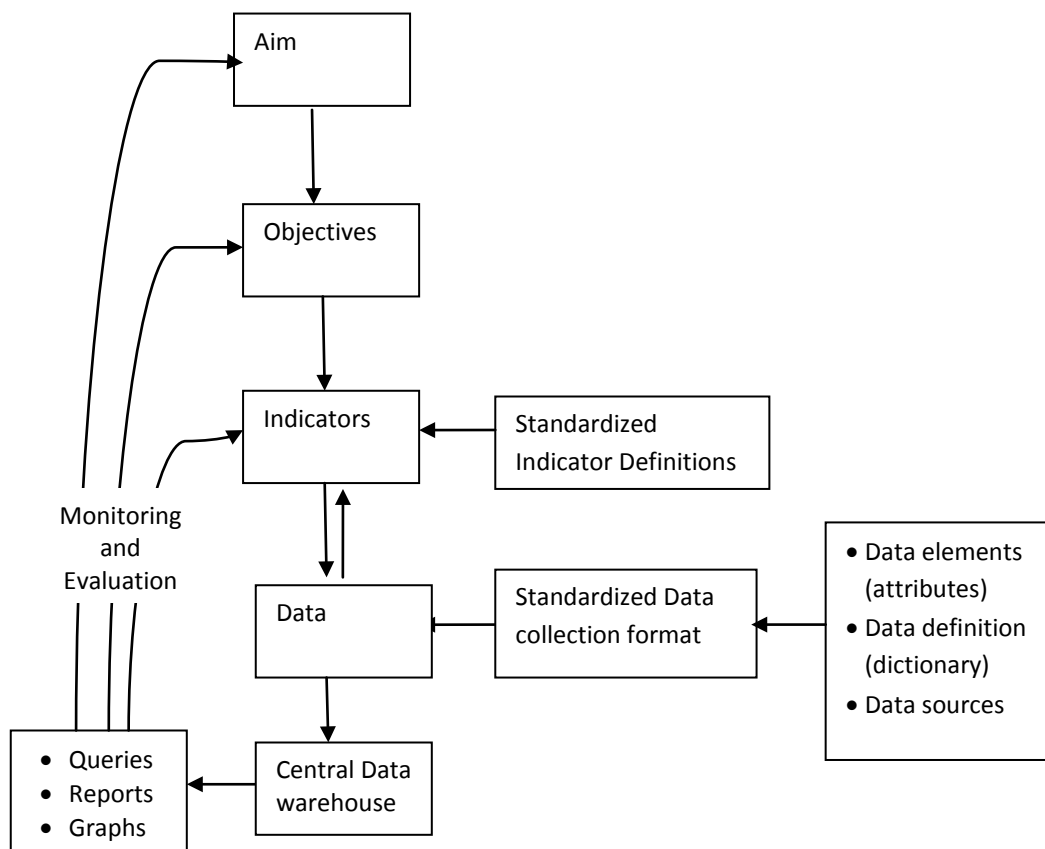 Aim
Objectives
Indicators
Standardized
Indicator Definitions
Monitoring
and
Evaluation
Data
Standardized Data
collection format
• Data elements
(attributes)
• Data definition
(dictionary)
• Data sources
• Queries
• Reports
• Graphs
Central Data
warehouse